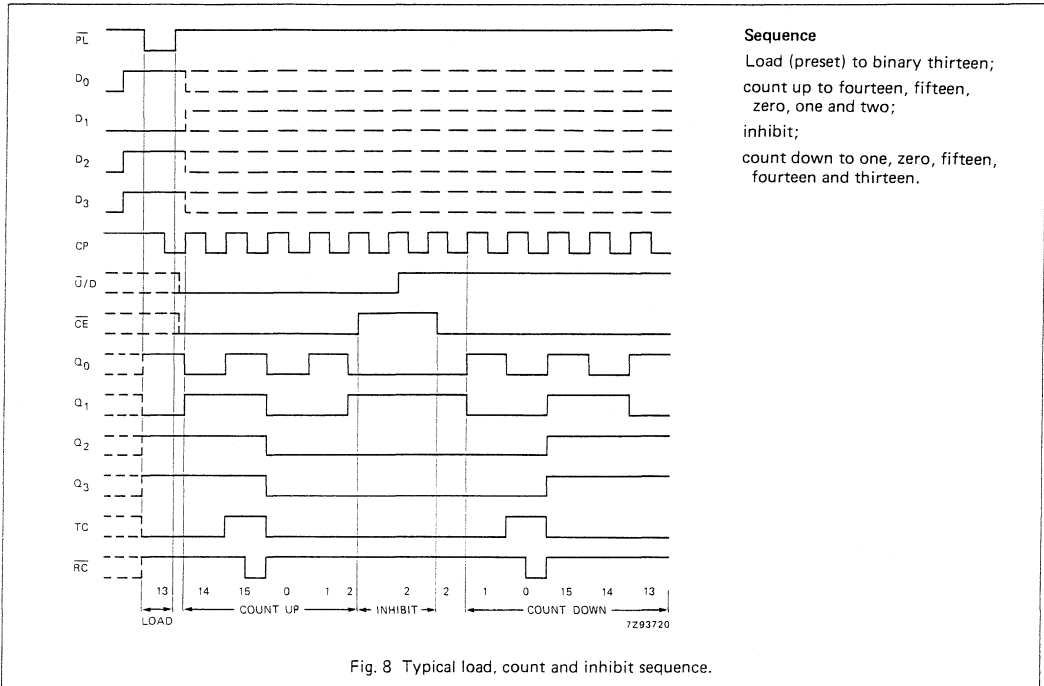 PL
D0
D1
D2
D3
CP
U/D
CE
Q0
Q1
Q2
Q3
TC
RC
13 14 15 0 1 2 2 2 1 0 15 14 13
LOAD COUNT UP INHIBIT COUNT DOWN
7Z93720
Sequence
Load (preset) to binary thirteen;
count up to fourteen, fifteen,
zero, one and two;
inhibit;
count down to one, zero, fifteen,
fourteen and thirteen.
Fig. 8 Typical load, count and inhibit sequence.